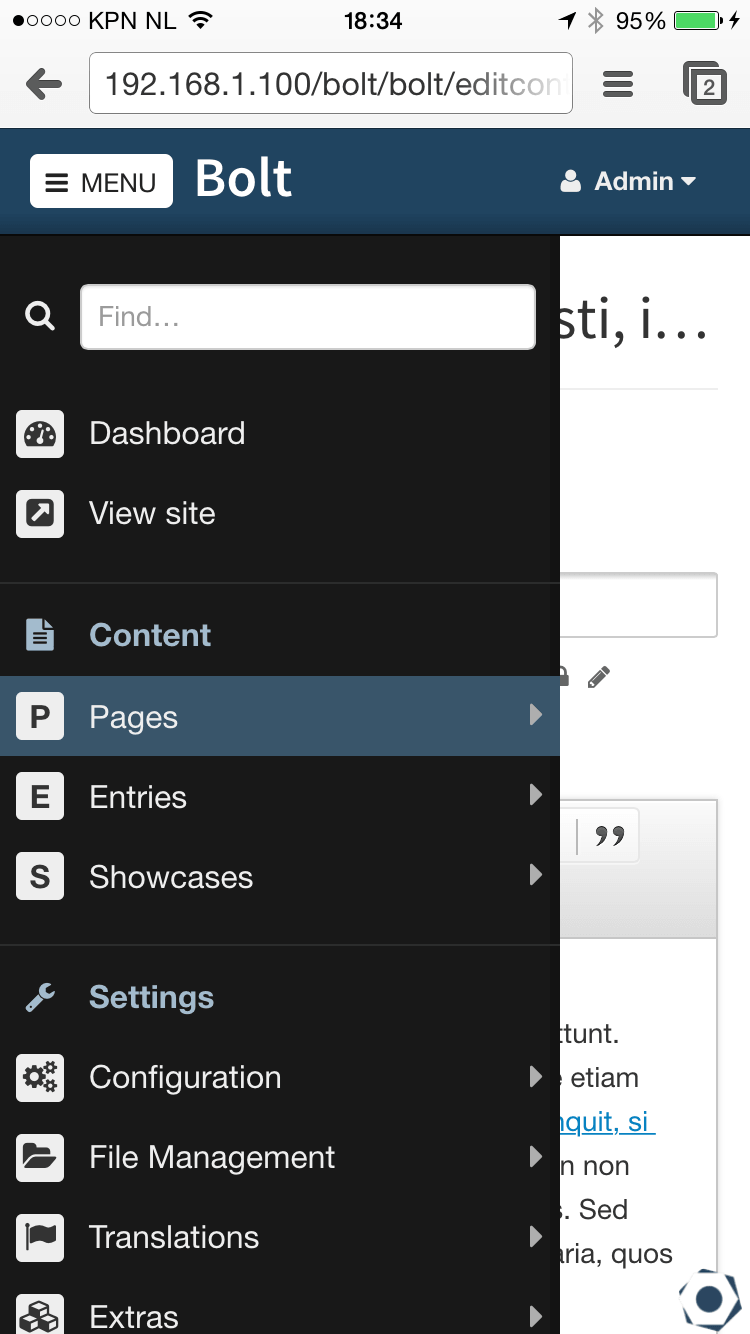 KPN NL 18:34 95%
192.168.1.100/bolt/bolt/editcont
2
MENU Bolt Admin
Find...
sti, i...
Dashboard
View site
Content
P Pages
E Entries
S Showcases
Settings
Configuration
ttunt.
etiam
File Management
nquit, si
n non
s. Sed
Translations
aria, quos
Extras